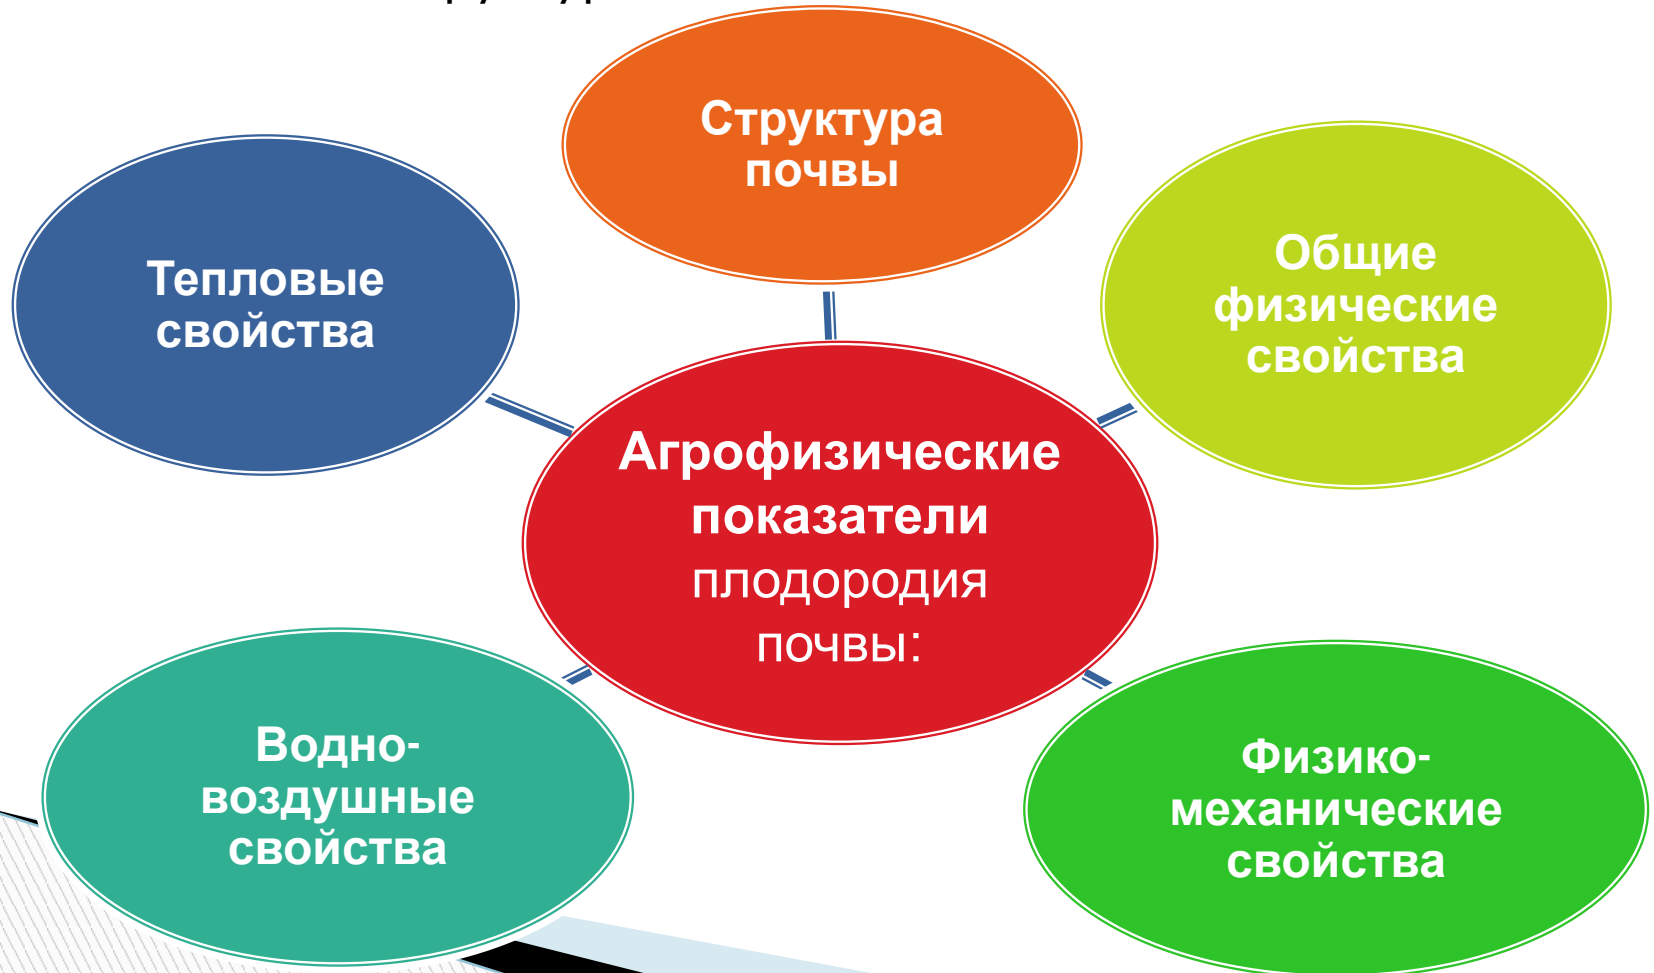 Структура
почвы
Тепловые
свойства
Общие
физические
свойства
Агрофизические
показатели
плодородия
почвы:
Водно-
воздушные
свойства
Физико-
механические
свойства